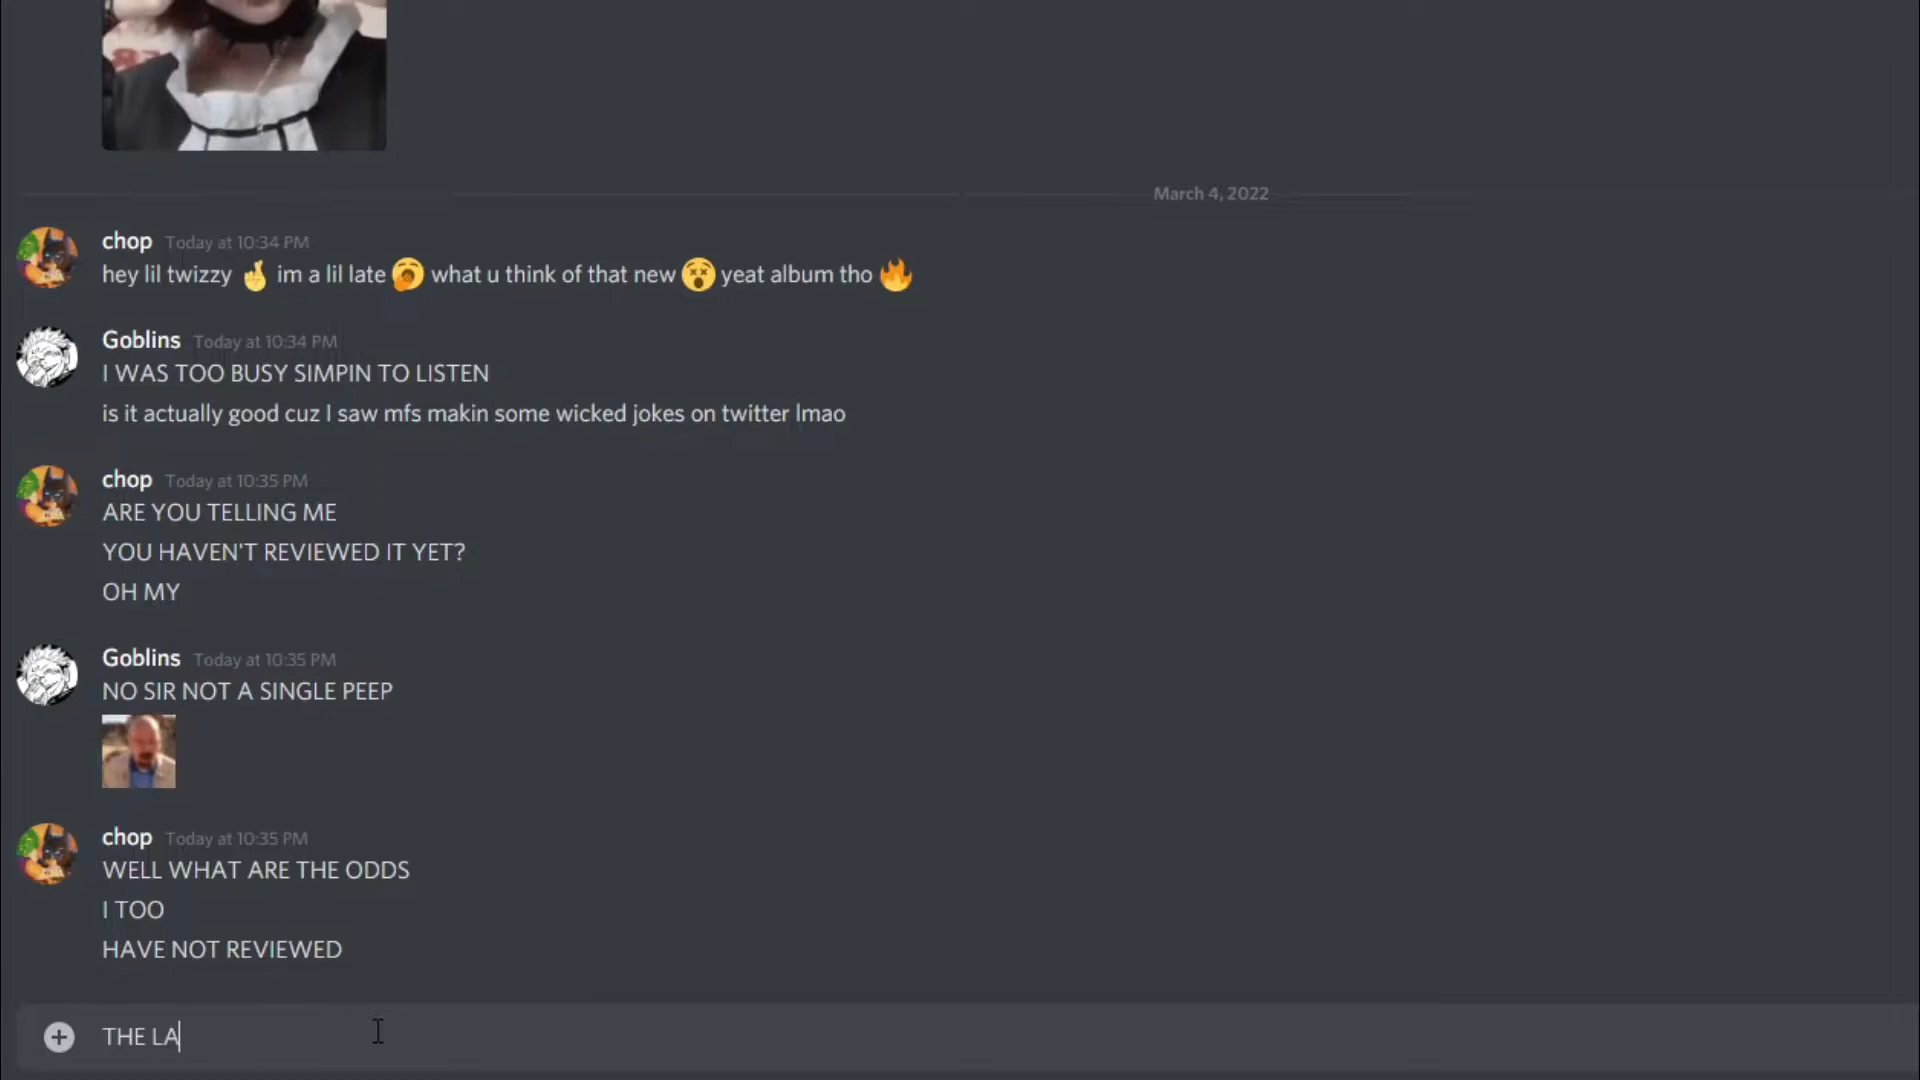 March 4, 2022
chop Today at 10:34 PM
hey lil twizzy 🤞 im a lil late 🥱 what u think of that new 😵 yeat album tho 🔥
Goblins Today at 10:34 PM
I WAS TOO BUSY SIMPIN TO LISTEN
is it actually good cuz I saw mfs makin some wicked jokes on twitter lmao
chop Today at 10:35 PM
ARE YOU TELLING ME
YOU HAVEN'T REVIEWED IT YET?
OH MY
Goblins Today at 10:35 PM
NO SIR NOT A SINGLE PEEP
chop Today at 10:35 PM
WELL WHAT ARE THE ODDS
I TOO
HAVE NOT REVIEWED
THE LA